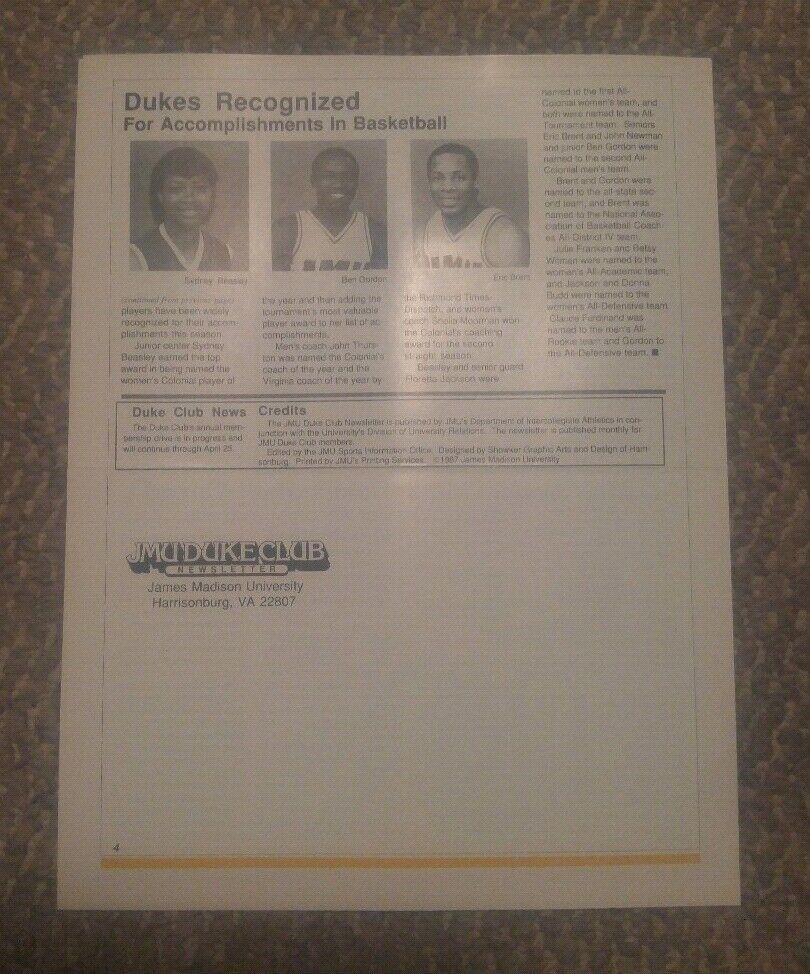 Dukes Recognized
For Accomplishments In Basketball
Sydney Beasley
Ben Gordon
Eric Brent
(continued from previous page)
players have been widely
recognized for their accom-
plishments this season.
Junior center Sydney
Beasley earned the top
award in being named the
women's Colonial player of
the year and then adding the
tournament's most valuable
player award to her list of ac-
complishments.
Men's coach John Thurs-
ton was named the Colonial's
coach of the year and the
Virginia coach of the year by
the Richmond Times-
Dispatch, and women's
coach Shelia Moorman won
the Colonial's coaching
award for the second
straight season.
Beasley and senior guard
Floretta Jackson were
named to the first All-
Colonial women's team, and
both were named to the All-
Tournament team. Seniors
Eric Brent and John Newman
and junior Ben Gordon were
named to the second All-
Colonial men's team.
Brent and Gordon were
named to the all-state sec-
ond team, and Brent was
named to the National Asso-
ciation of Basketball Coach-
es All-District IV team.
Julie Franken and Betsy
Witman were named to the
women's All-Academic team,
and Jackson and Donna
Budd were named to the
women's All-Defensive team.
Claude Ferdinand was
named to the men's All-
Rookie team and Gordon to
the All-Defensive team. ■
Duke Club News
The Duke Club's annual mem-
bership drive is in progress and
will continue through April 25.
Credits
The JMU Duke Club Newsletter is published by JMU's Department of Intercollegiate Athletics in con-
junction with the University's Division of University Relations. The newsletter is published monthly for
JMU Duke Club members.
Edited by the JMU Sports Information Office. Designed by Showker Graphic Arts and Design of Harri-
sonburg. Printed by JMU's Printing Services. ©1987 James Madison University
JMU DUKE CLUB
NEWSLETTER
James Madison University
Harrisonburg, VA 22807
4